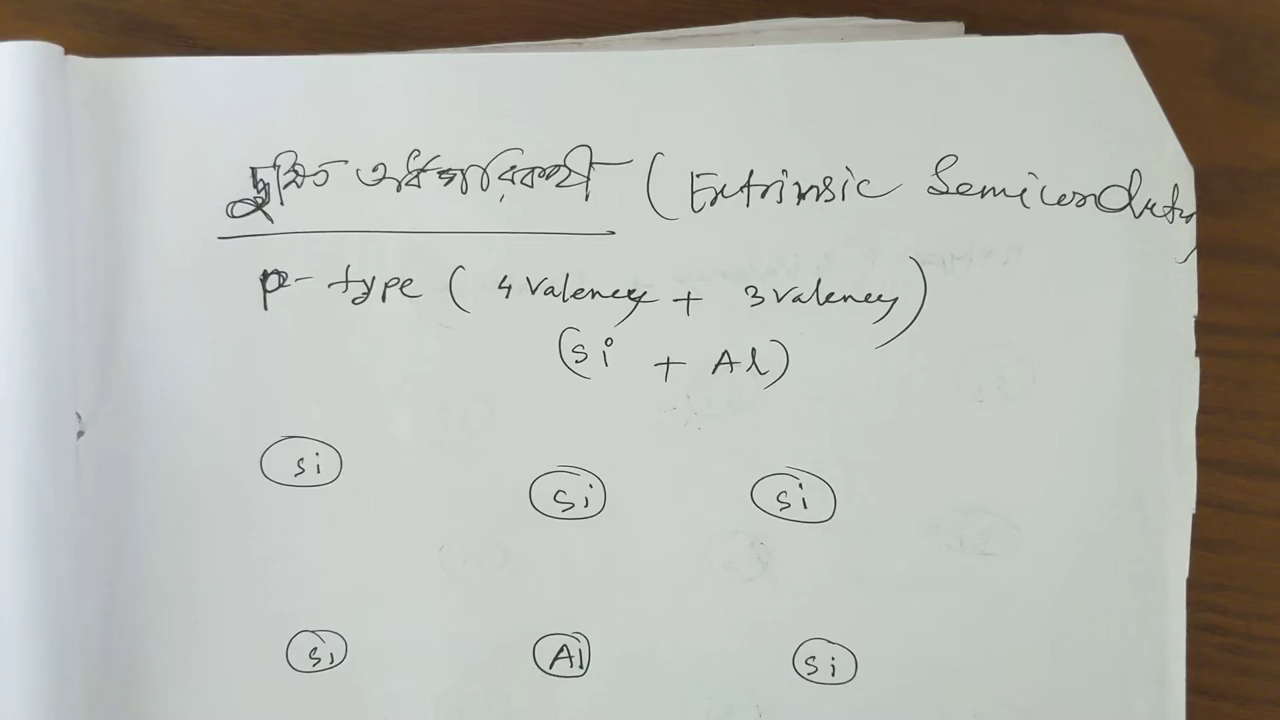 দূষিত অর্ধপরিবাহী (Extrinsic Semiconductor
p-type (4 valency + 3 valency)
(Si + Al)
Si Si Si
Si Al Si